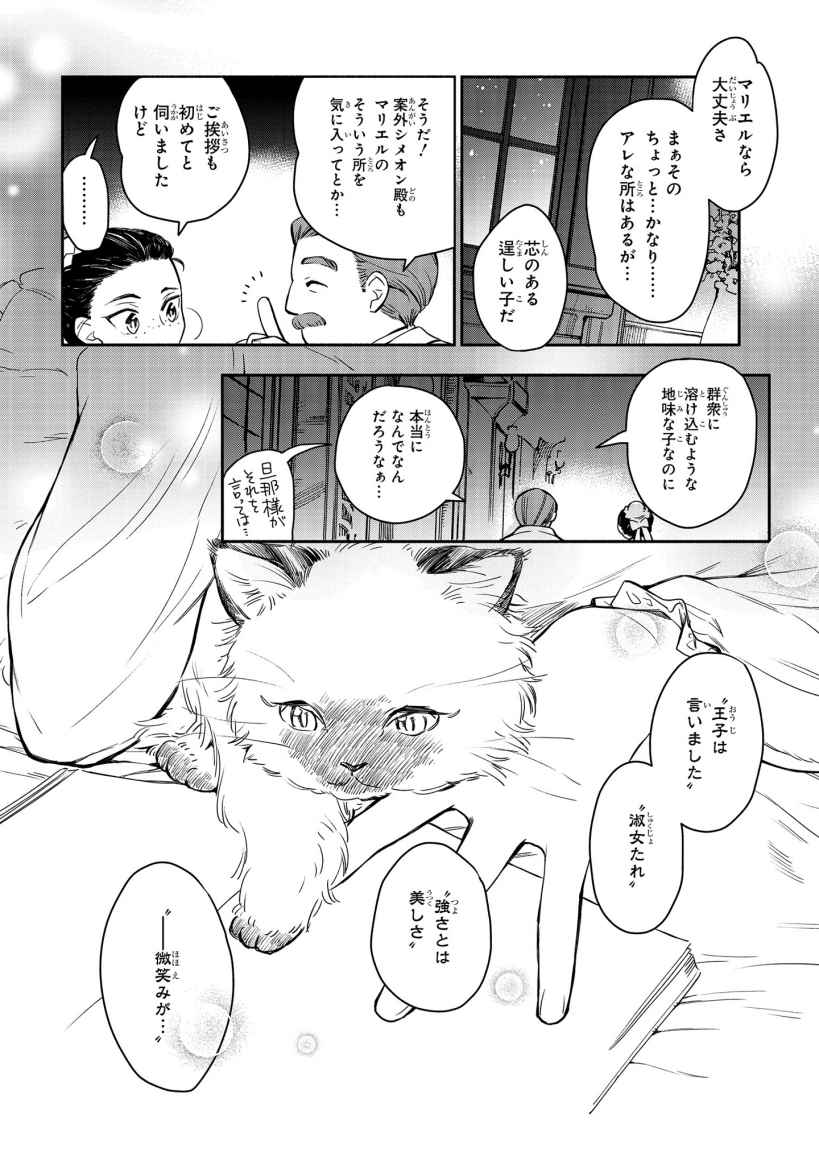 マリエルなら
大丈夫さ
まぁその
ちょっと…かなり……
アレな所はあるが…
芯のある
逞しい子だ
そうだ！
案外シメオン殿も
マリエルの
そういう所を
気に入ってとか…
ご挨拶も
初めてと
伺いました
けど
………
群衆に
溶け込むような
地味な子なのに
本当に
なんでなん
だろうなぁ…
旦那様が
それを
言っては…
〝王子は
言いました〟
〝淑女たれ〟
〝強さとは
美しさ〟
〝――微笑みが…〟